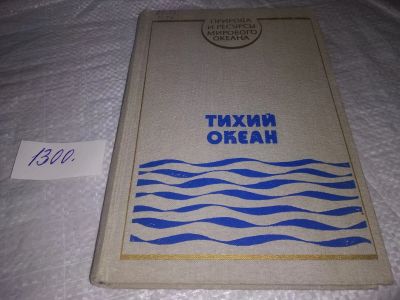 ПРИРОДА
И РЕСУРСЫ
МИРОВОГО
ОКЕАНА
ТИХИЙ
ОКЕАН
1300.